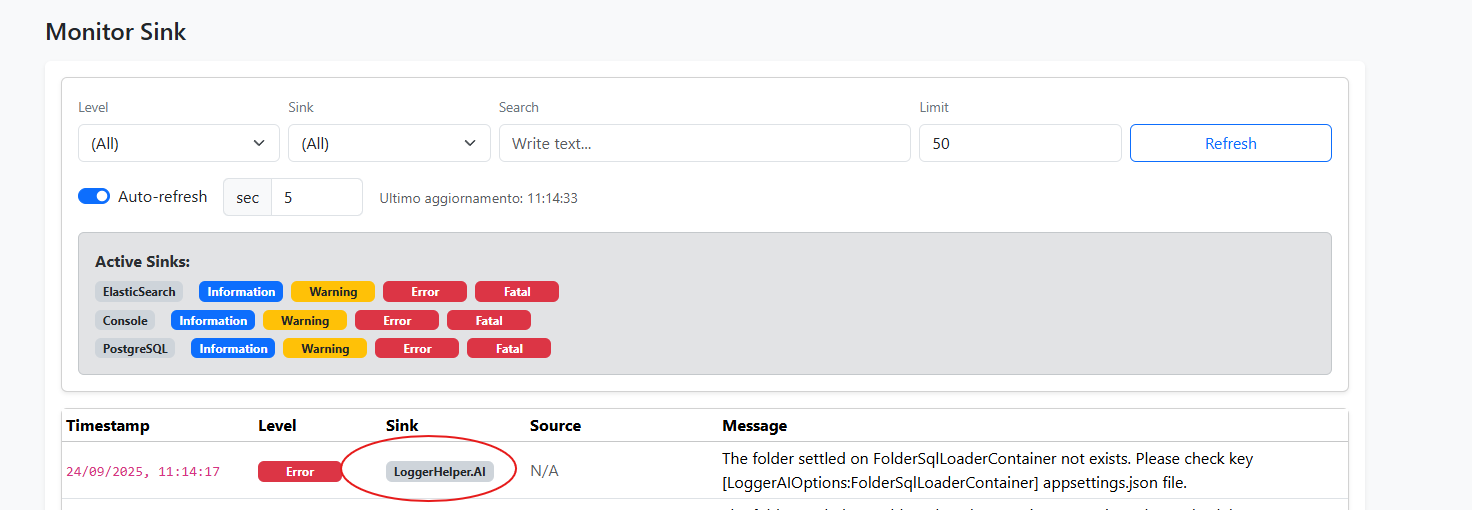 Monitor Sink
Level Sink Search Limit
(All) (All) Write text... 50 Refresh
Auto-refresh sec 5 Ultimo aggiornamento: 11:14:33
Active Sinks:
ElasticSearch Information Warning Error Fatal
Console Information Warning Error Fatal
PostgreSQL Information Warning Error Fatal
Timestamp Level Sink Source Message
24/09/2025, 11:14:17 Error LoggerHelper.AI N/A The folder settled on FolderSqlLoaderContainer not exists. Please check key
[LoggerAIOptions:FolderSqlLoaderContainer] appsettings.json file.